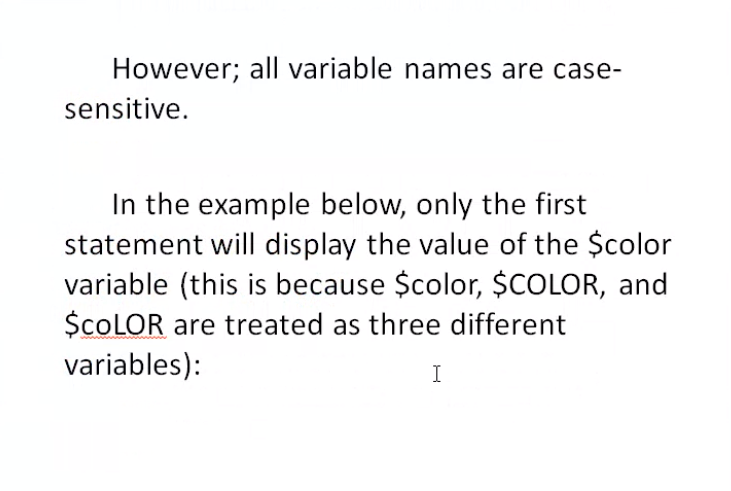 However; all variable names are case-
sensitive.
In the example below, only the first
statement will display the value of the $color
variable (this is because $color, $COLOR, and
$coLOR are treated as three different
variables):